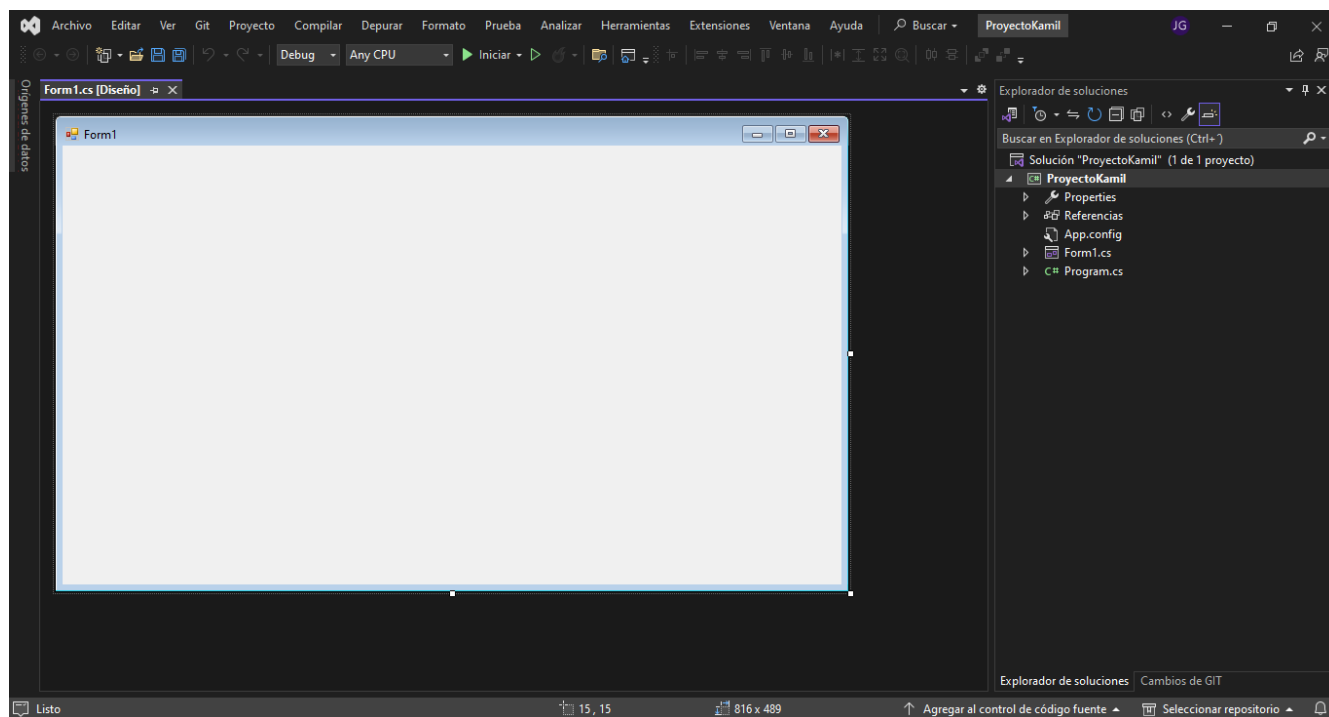 Archivo Editar Ver Git Proyecto Compilar Depurar Formato Prueba Analizar Herramientas Extensiones Ventana Ayuda Buscar ProyectoKamil JG
Debug Any CPU Iniciar
Orígenes de datos
Form1.cs [Diseño]
Form1
Explorador de soluciones
Buscar en Explorador de soluciones (Ctrl+´)
Solución "ProyectoKamil" (1 de 1 proyecto)
C# ProyectoKamil
Properties
Referencias
App.config
Form1.cs
C# Program.cs
Explorador de soluciones Cambios de GIT
Listo 15 , 15 816 x 489 Agregar al control de código fuente Seleccionar repositorio